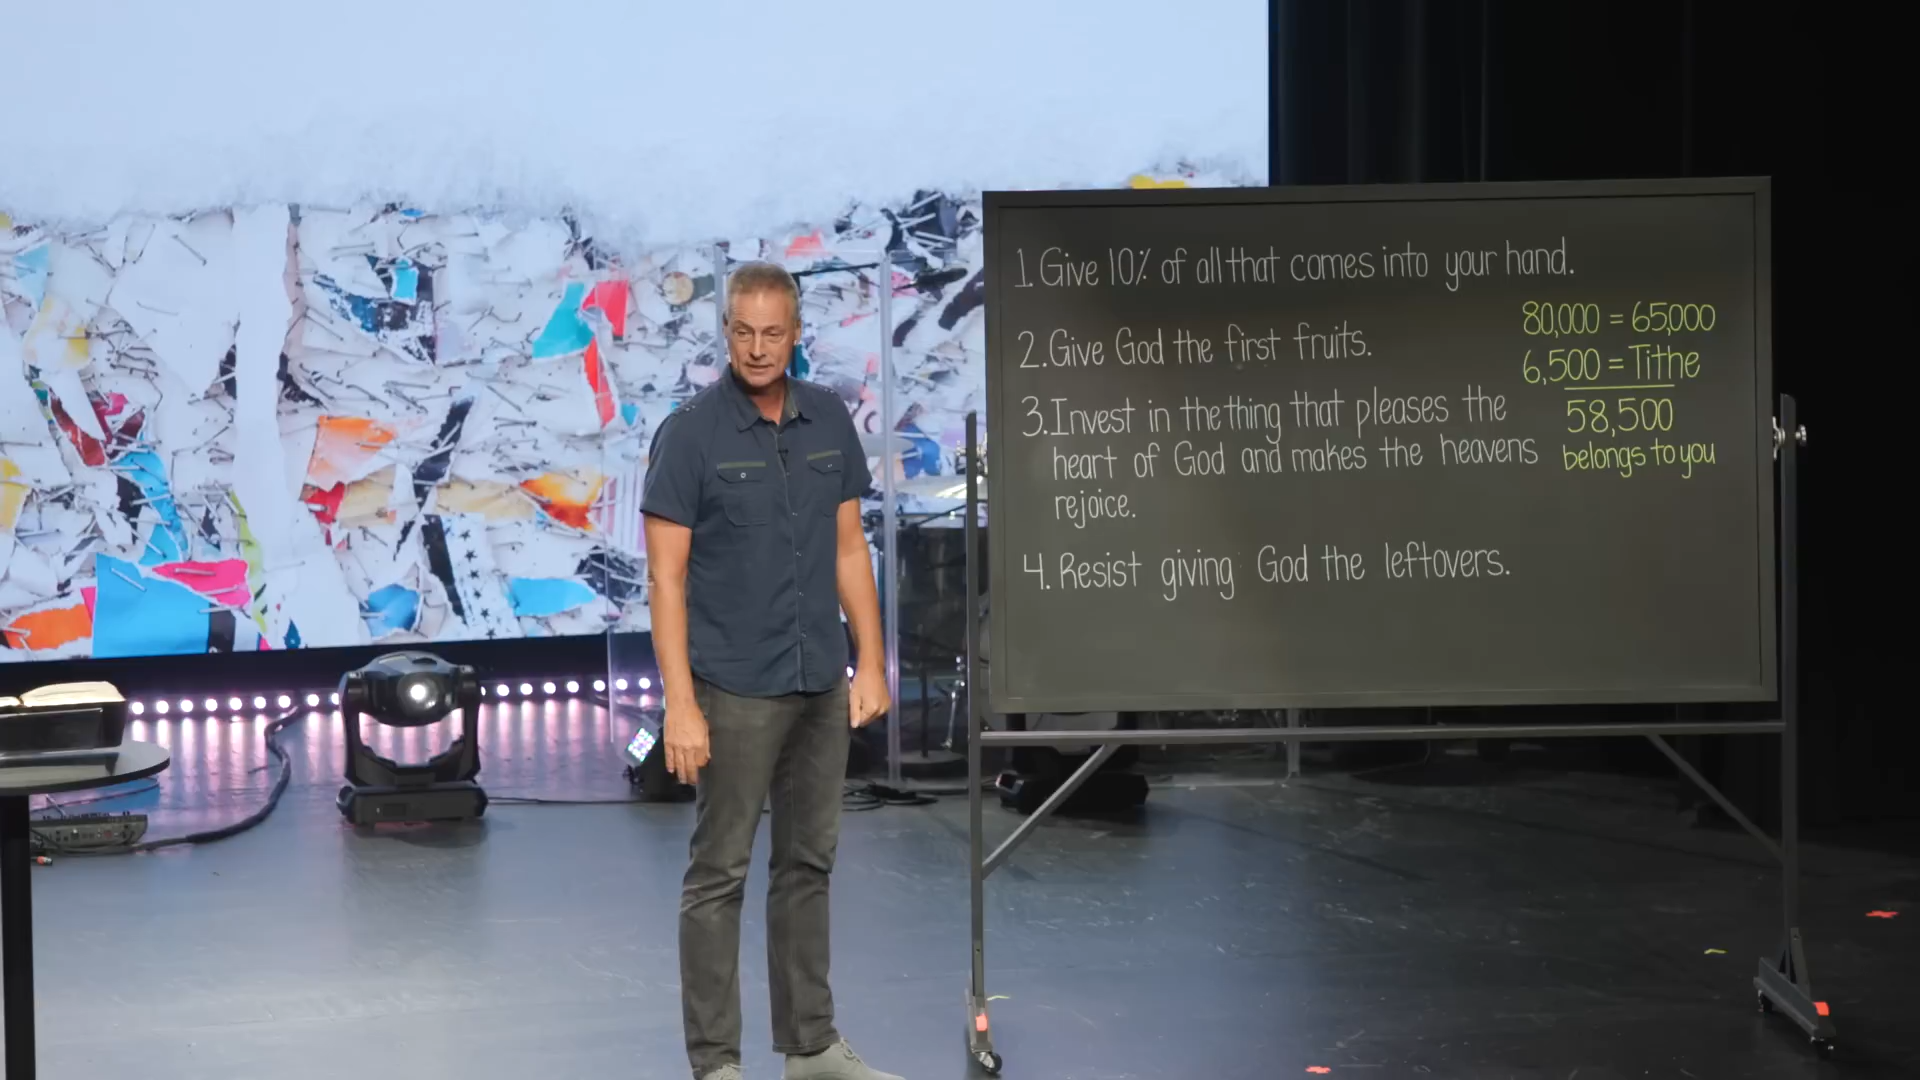 1. Give 10% of all that comes into your hand.
2. Give God the first fruits.
3. Invest in the thing that pleases the
heart of God and makes the heavens
rejoice.
4. Resist giving God the leftovers.
80,000 = 65,000
6,500 = Tithe
58,500
belongs to you